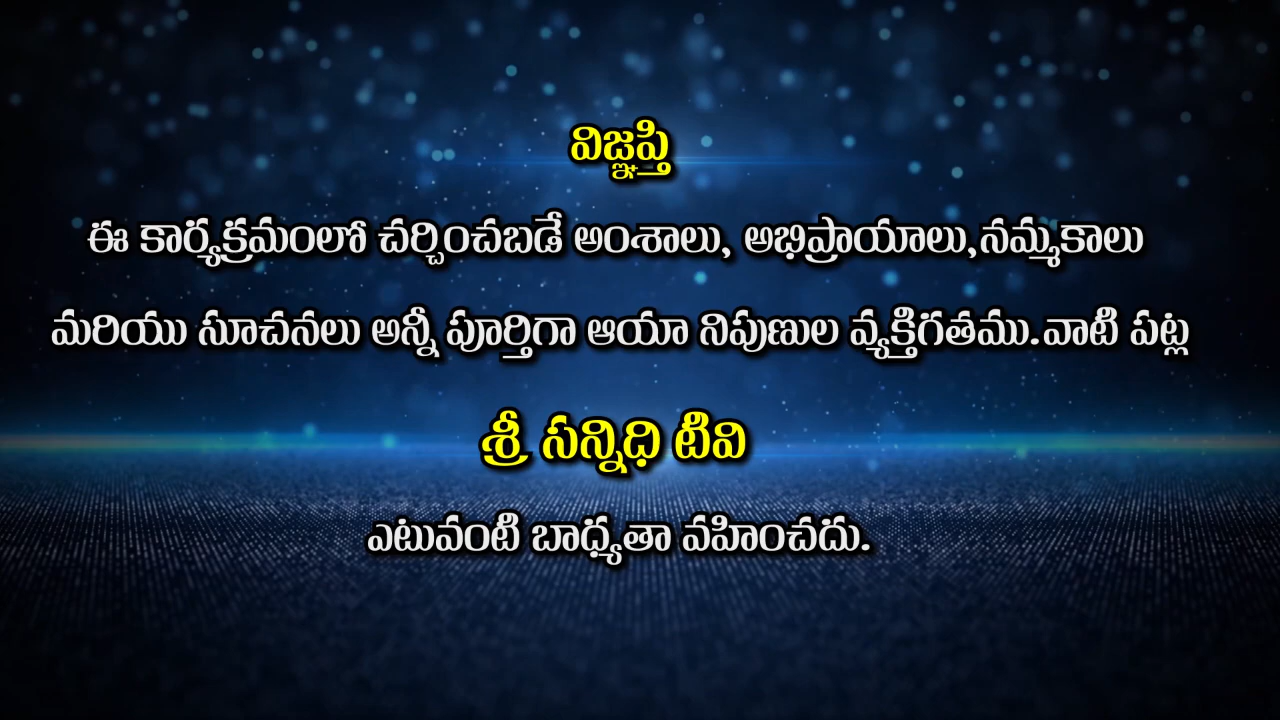 విజ్ఞప్తి
ఈ కార్యక్రమంలో చర్చించబడే అంశాలు, అభిప్రాయాలు,నమ్మకాలు
మరియు సూచనలు అన్నీ పూర్తిగా ఆయా నిపుణుల వ్యక్తిగతము.వాటి పట్ల
శ్రీ సన్నిధి టివి
ఎటువంటి బాధ్యతా వహించదు.